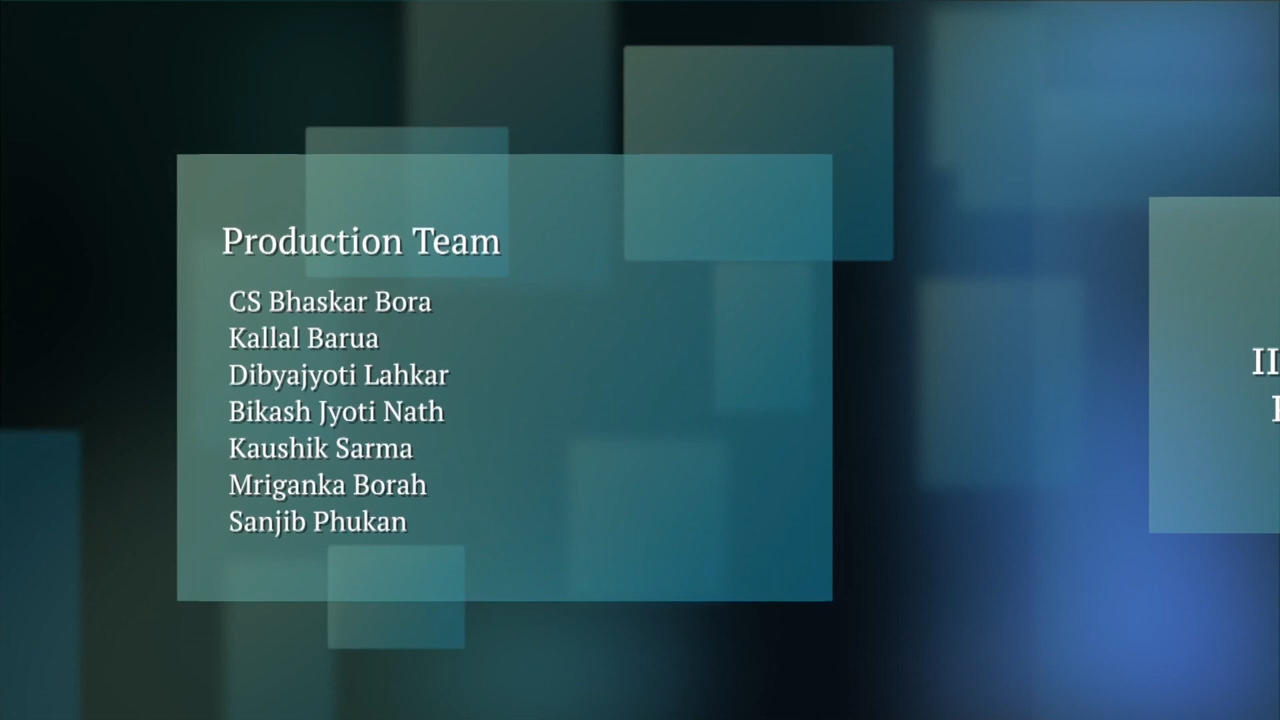 Production Team
CS Bhaskar Bora
Kallal Barua
Dibyajyoti Lahkar
Bikash Jyoti Nath
Kaushik Sarma
Mriganka Borah
Sanjib Phukan